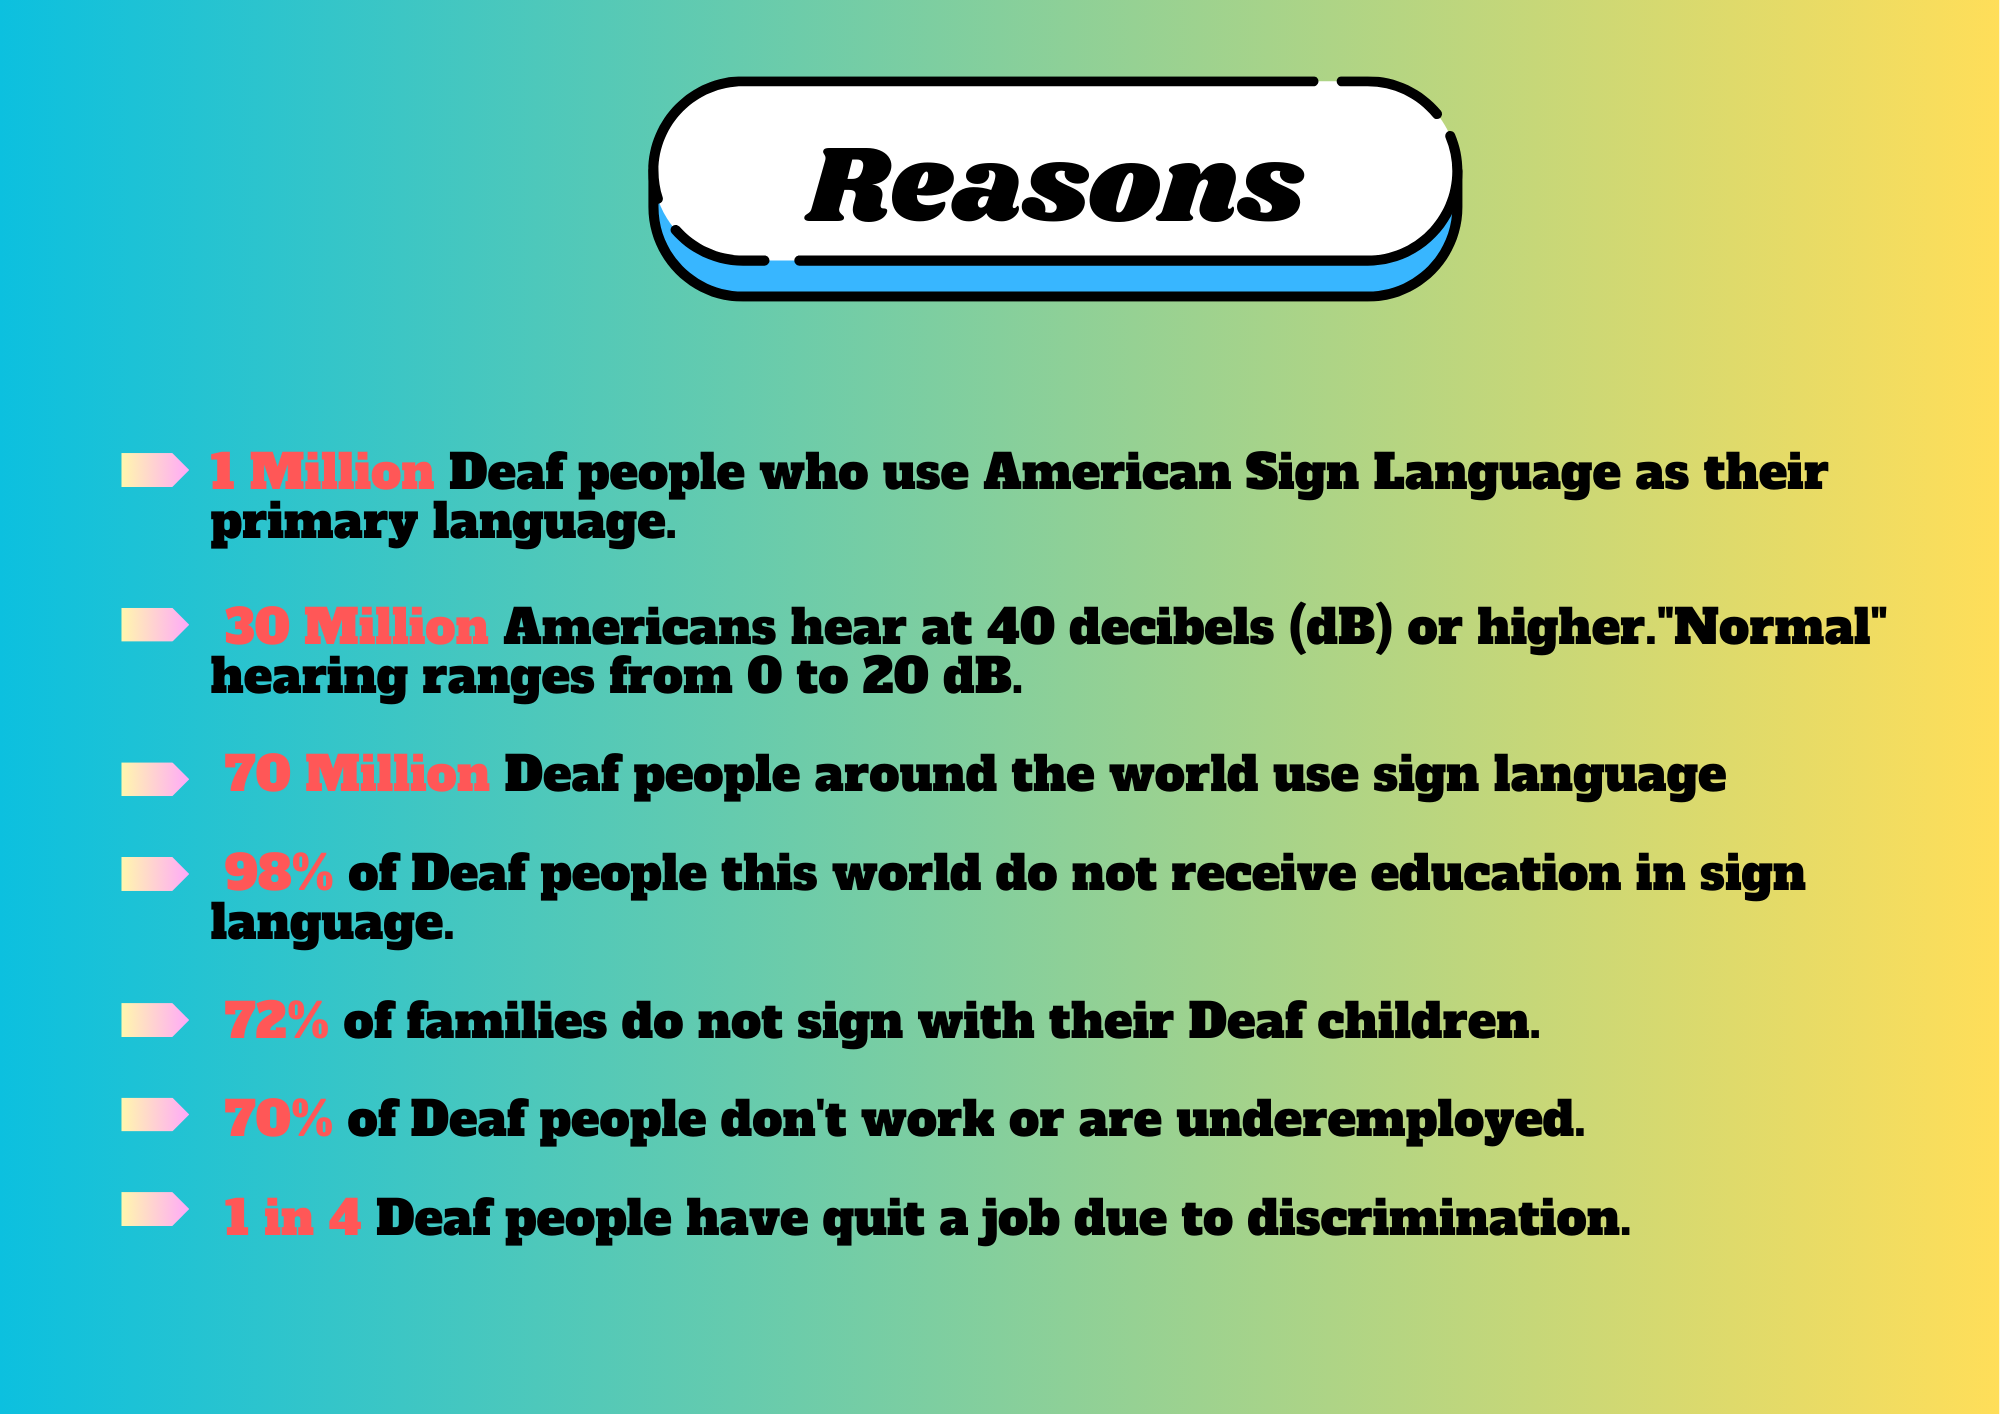 Reasons
1 Million Deaf people who use American Sign Language as their
primary language.
30 Million Americans hear at 40 decibels (dB) or higher."Normal"
hearing ranges from 0 to 20 dB.
70 Million Deaf people around the world use sign language
98% of Deaf people this world do not receive education in sign
language.
72% of families do not sign with their Deaf children.
70% of Deaf people don't work or are underemployed.
1 in 4 Deaf people have quit a job due to discrimination.